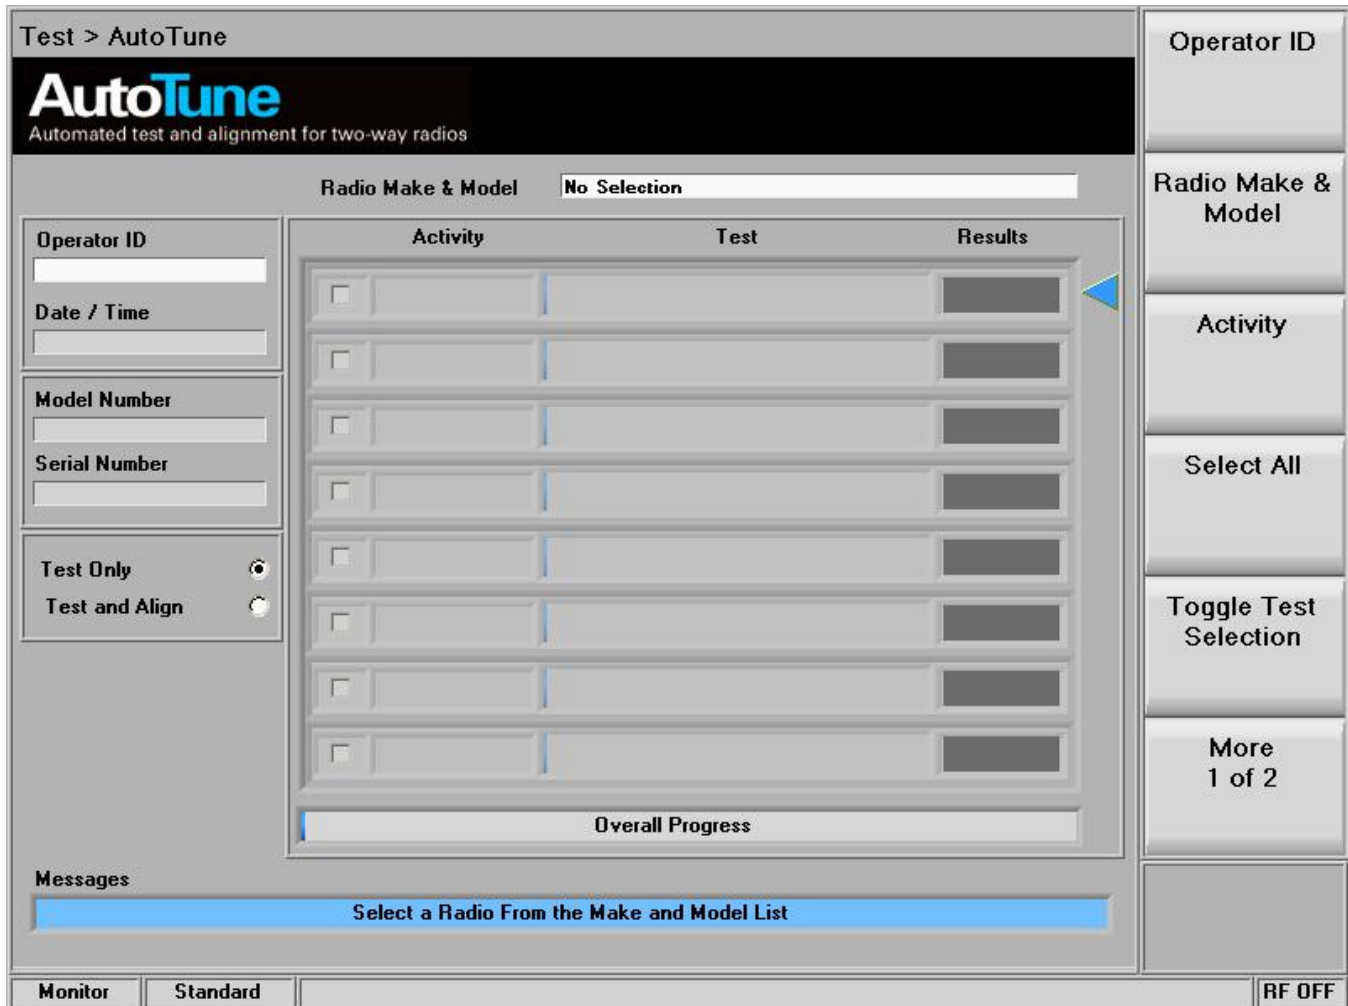 Test > AutoTune
AutoTune
Automated test and alignment for two-way radios
Radio Make & Model
No Selection
Operator ID
Date / Time
Model Number
Serial Number
Test Only
Test and Align
Activity
Test
Results
Overall Progress
Messages
Select a Radio From the Make and Model List
Monitor
Standard
RF OFF
Operator ID
Radio Make &
Model
Activity
Select All
Toggle Test
Selection
More
1 of 2